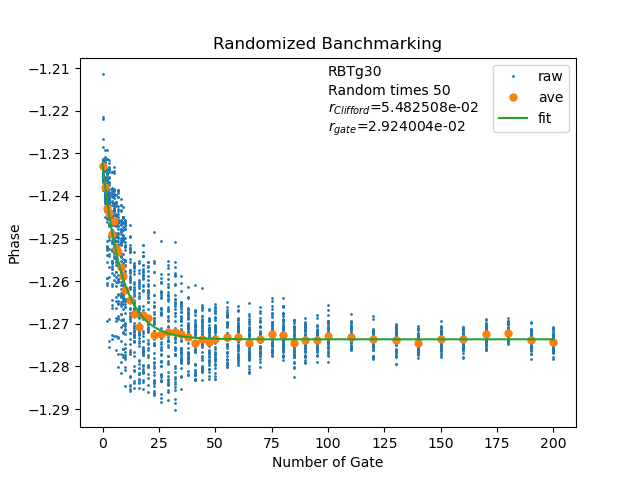 Randomized Banchmarking
RBTg30
Random times 50
r_Clifford=5.482508e-02
r_gate=2.924004e-02
raw
ave
fit
Phase
−1.21
−1.22
−1.23
−1.24
−1.25
−1.26
−1.27
−1.28
−1.29
0 25 50 75 100 125 150 175 200
Number of Gate